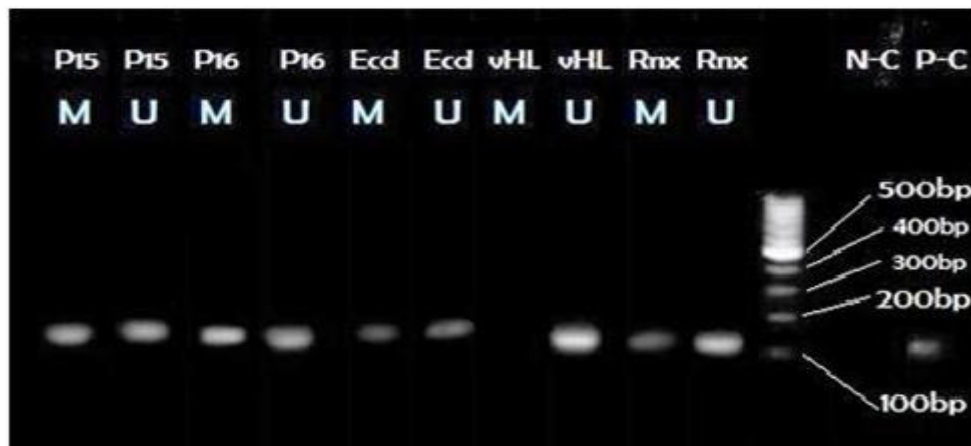 P15 P15 P16 P16 Ecd Ecd vHL vHL Rnx Rnx N-C P-C
M U M U M U M U M U
500bp
400bp
300bp
200bp
100bp